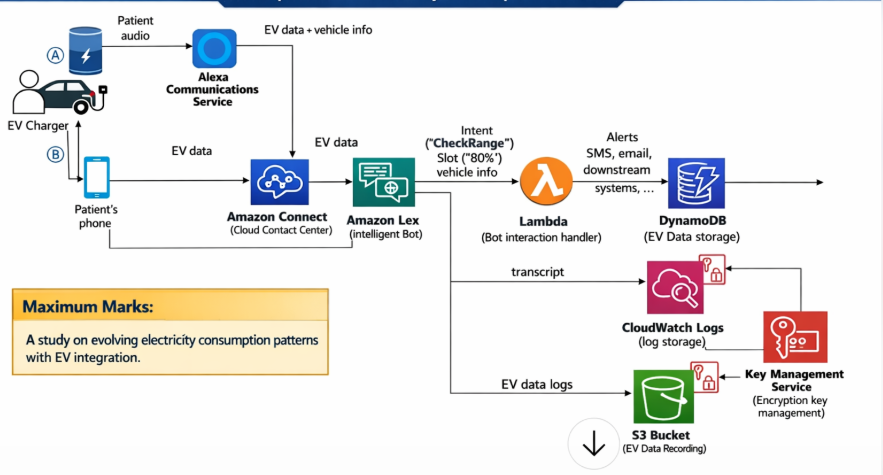 Patient
audio
EV data + vehicle info
A
Alexa
Communications
Service
EV Charger
B
EV data
EV data
Intent
("CheckRange")
Slot ("80%')
vehicle info
Alerts
SMS, email,
downstream
systems, ...
Patient's
phone
Amazon Connect
(Cloud Contact Center)
Amazon Lex
(intelligent Bot)
Lambda
(Bot interaction handler)
DynamoDB
(EV Data storage)
transcript
Maximum Marks:
A study on evolving electricity consumption patterns
with EV integration.
CloudWatch Logs
(log storage)
EV data logs
Key Management
Service
(Encryption key
management)
S3 Bucket
(EV Data Recording)